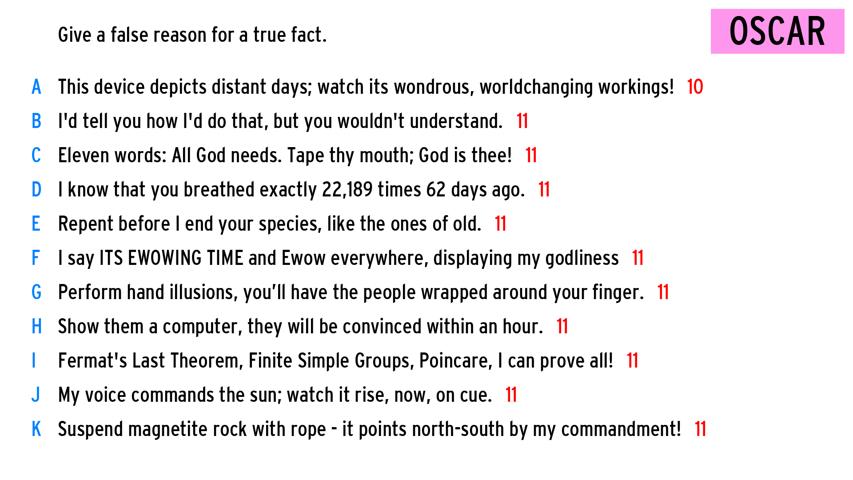 Give a false reason for a true fact.
OSCAR
A This device depicts distant days; watch its wondrous, worldchanging workings! 10
B I'd tell you how I'd do that, but you wouldn't understand. 11
C Eleven words: All God needs. Tape thy mouth; God is thee! 11
D I know that you breathed exactly 22,189 times 62 days ago. 11
E Repent before I end your species, like the ones of old. 11
F I say ITS EWOWING TIME and Ewow everywhere, displaying my godliness 11
G Perform hand illusions, you’ll have the people wrapped around your finger. 11
H Show them a computer, they will be convinced within an hour. 11
I Fermat's Last Theorem, Finite Simple Groups, Poincare, I can prove all! 11
J My voice commands the sun; watch it rise, now, on cue. 11
K Suspend magnetite rock with rope - it points north-south by my commandment! 11